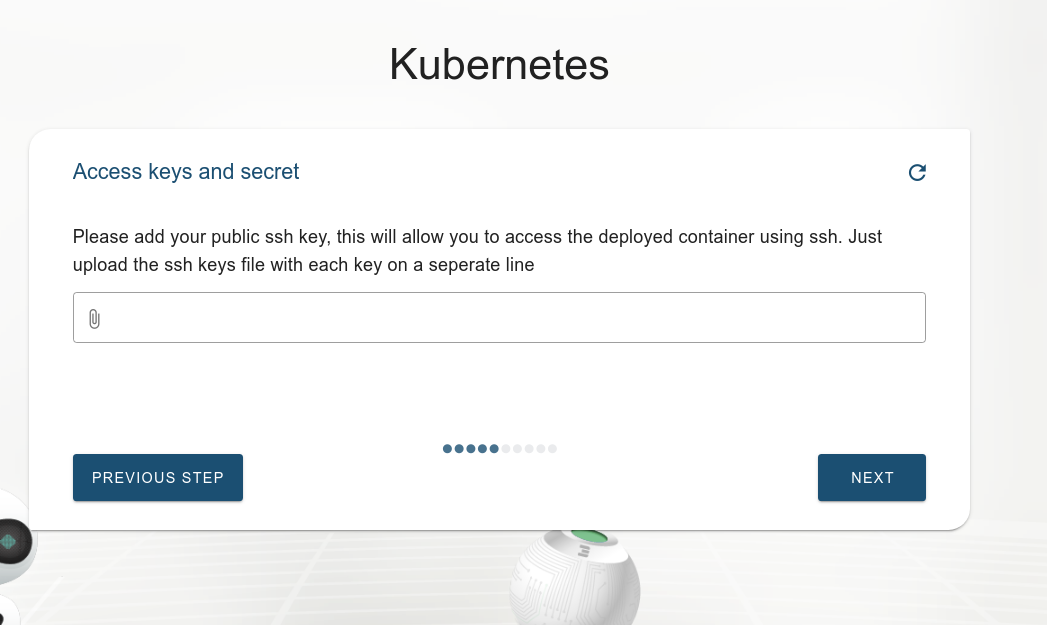 Kubernetes
Access keys and secret
Please add your public ssh key, this will allow you to access the deployed container using ssh. Just
upload the ssh keys file with each key on a seperate line
PREVIOUS STEP
NEXT